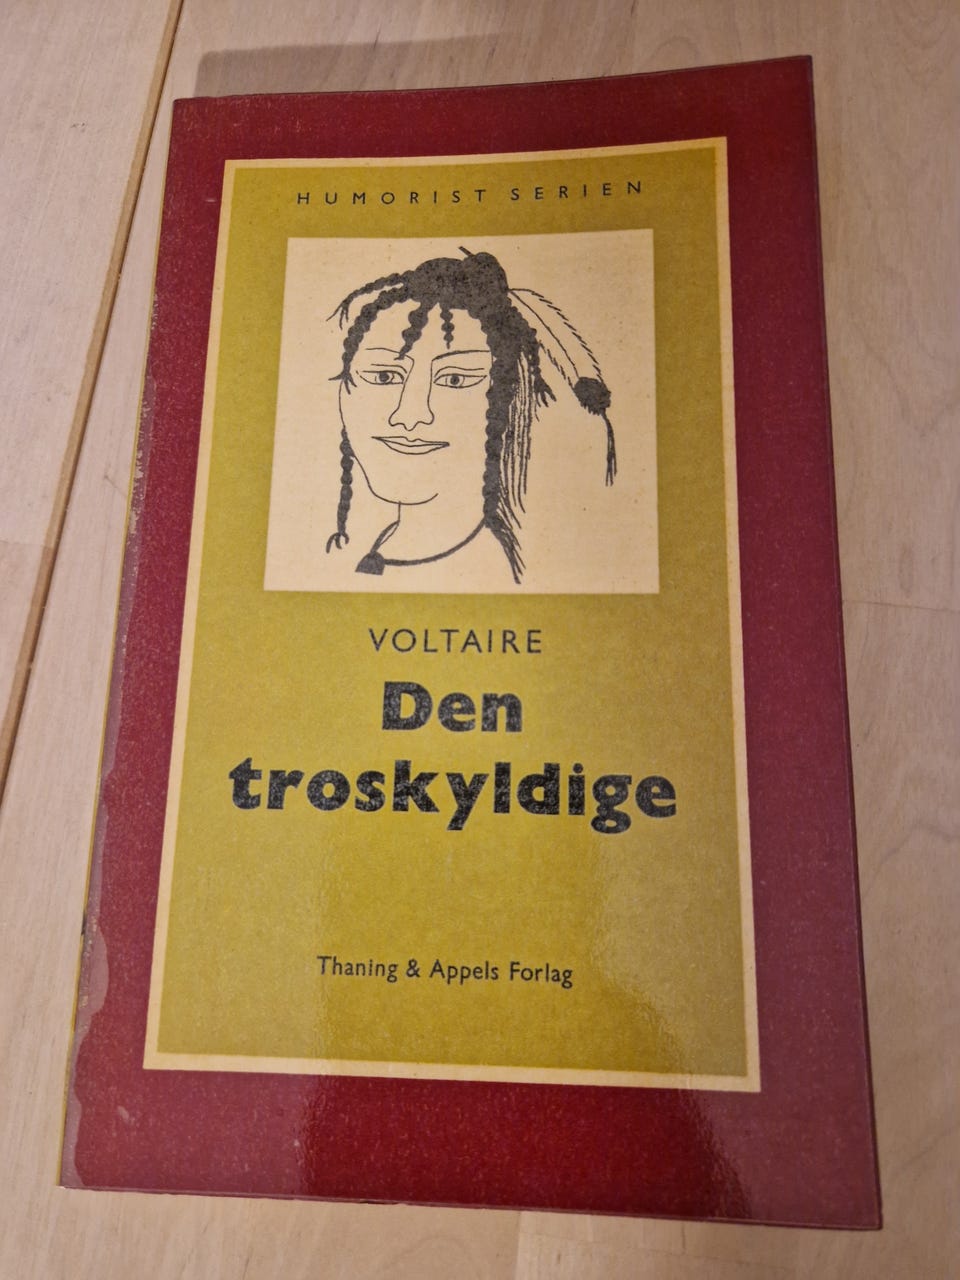 HUMORIST SERIEN
VOLTAIRE
Den
troskyldige
Thaning & Appels Forlag